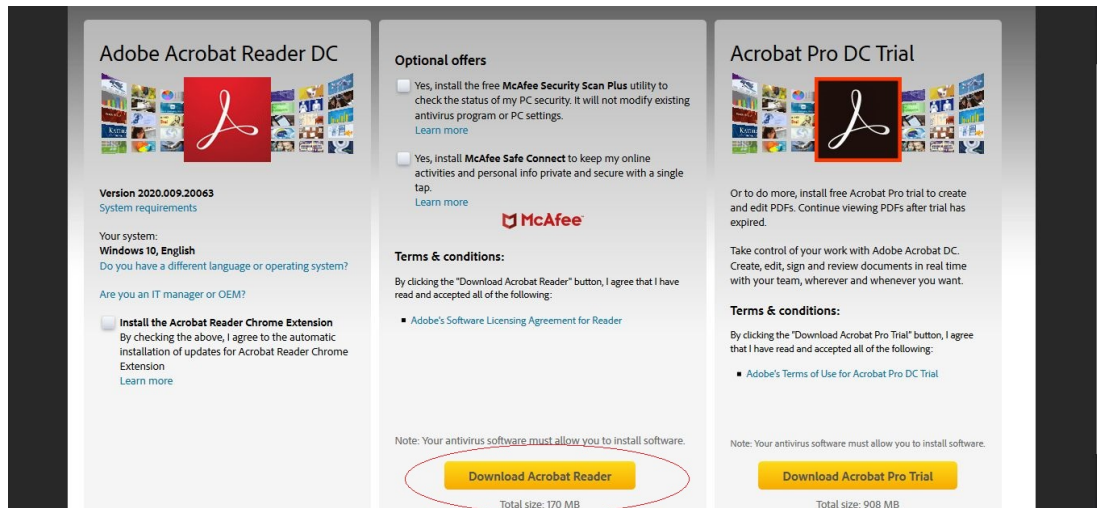 Adobe Acrobat Reader DC
Version 2020.009.20063
System requirements
Your system:
Windows 10, English
Do you have a different language or operating system?
Are you an IT manager or OEM?
Install the Acrobat Reader Chrome Extension
By checking the above, I agree to the automatic
installation of updates for Acrobat Reader Chrome
Extension
Learn more
Optional offers
Yes, install the free McAfee Security Scan Plus utility to
check the status of my PC security. It will not modify existing
antivirus program or PC settings.
Learn more
Yes, install McAfee Safe Connect to keep my online
activities and personal info private and secure with a single
tap.
Learn more
McAfee
Terms & conditions:
By clicking the "Download Acrobat Reader" button, I agree that I have
read and accepted all of the following:
Adobe's Software Licensing Agreement for Reader
Note: Your antivirus software must allow you to install software.
Download Acrobat Reader
Total size: 170 MB
Acrobat Pro DC Trial
Or to do more, install free Acrobat Pro trial to create
and edit PDFs. Continue viewing PDFs after trial has
expired.
Take control of your work with Adobe Acrobat DC.
Create, edit, sign and review documents in real time
with your team, wherever and whenever you want.
Terms & conditions:
By clicking the "Download Acrobat Pro Trial" button, I agree
that I have read and accepted all of the following:
Adobe's Terms of Use for Acrobat Pro DC Trial
Note: Your antivirus software must allow you to install software.
Download Acrobat Pro Trial
Total size: 908 MB